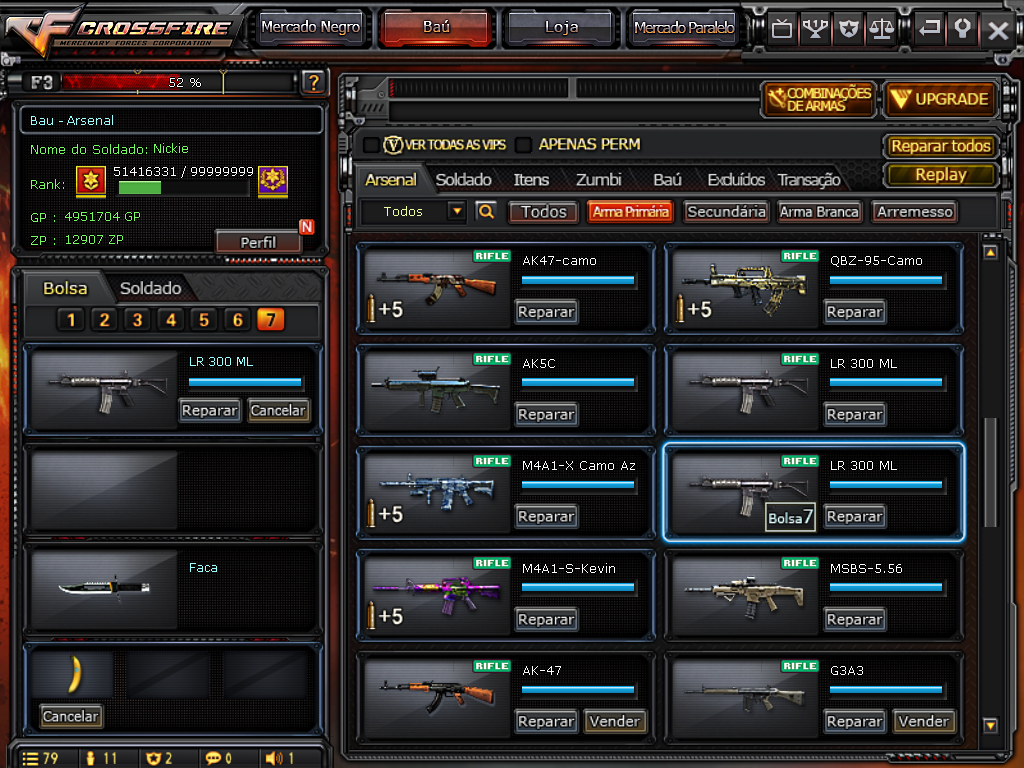 CROSSFIRE
MERCENARY FORCES CORPORATION
Mercado Negro
Baú
Loja
Mercado Paralelo
F3
52 %
?
Bau - Arsenal
Nome do Soldado: Nickie
Rank:
51416331 / 99999999
GP : 4951704 GP
ZP : 12907 ZP
N
Perfil
Bolsa
Soldado
1 2 3 4 5 6 7
LR 300 ML
Reparar
Cancelar
Faca
Cancelar
79
11
2
0
1
COMBINAÇÕES
DE ARMAS
UPGRADE
V VER TODAS AS VIPS
APENAS PERM
Reparar todos
Replay
Arsenal
Soldado
Itens
Zumbi
Baú
Excluídos
Transação
Todos
Todos
Arma Primária
Secundária
Arma Branca
Arremesso
RIFLE
AK47-camo
+5
Reparar
RIFLE
QBZ-95-Camo
+5
Reparar
RIFLE
AK5C
Reparar
RIFLE
LR 300 ML
Reparar
RIFLE
M4A1-X Camo Az
+5
Reparar
RIFLE
LR 300 ML
Bolsa7
Reparar
RIFLE
M4A1-S-Kevin
+5
Reparar
RIFLE
MSBS-5.56
Reparar
RIFLE
AK-47
Reparar
Vender
RIFLE
G3A3
Reparar
Vender